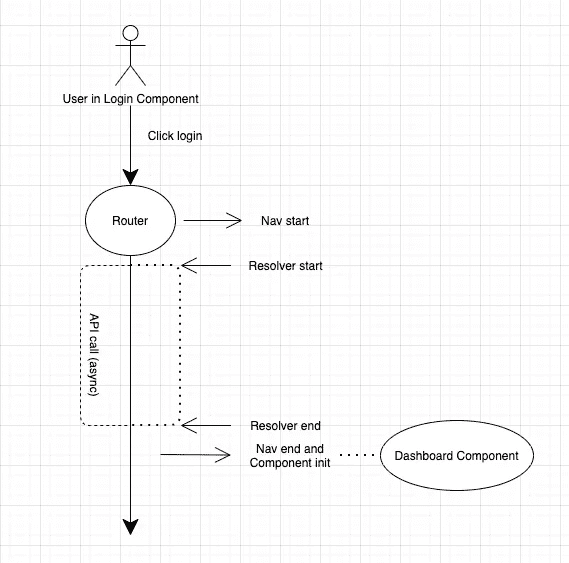 User in Login Component
Click login
Router
Nav start
Resolver start
API call (async)
Resolver end
Nav end and
Component init
Dashboard Component